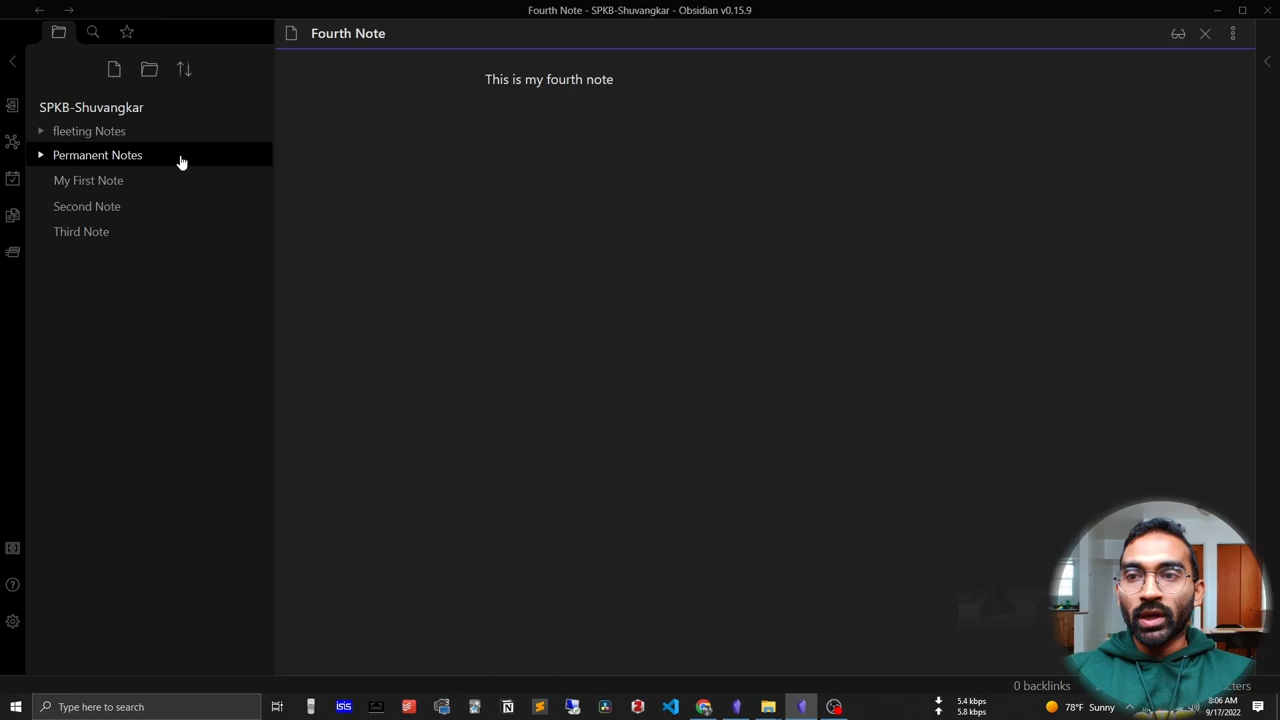 Fourth Note - SPKB-Shuvangkar - Obsidian v0.15.9
Fourth Note
This is my fourth note
SPKB-Shuvangkar
fleeting Notes
Permanent Notes
My First Note
Second Note
Third Note
0 backlinks
Type here to search
isis
5.4 kbps
5.8 kbps
78°F Sunny
8:06 AM
9/17/2022